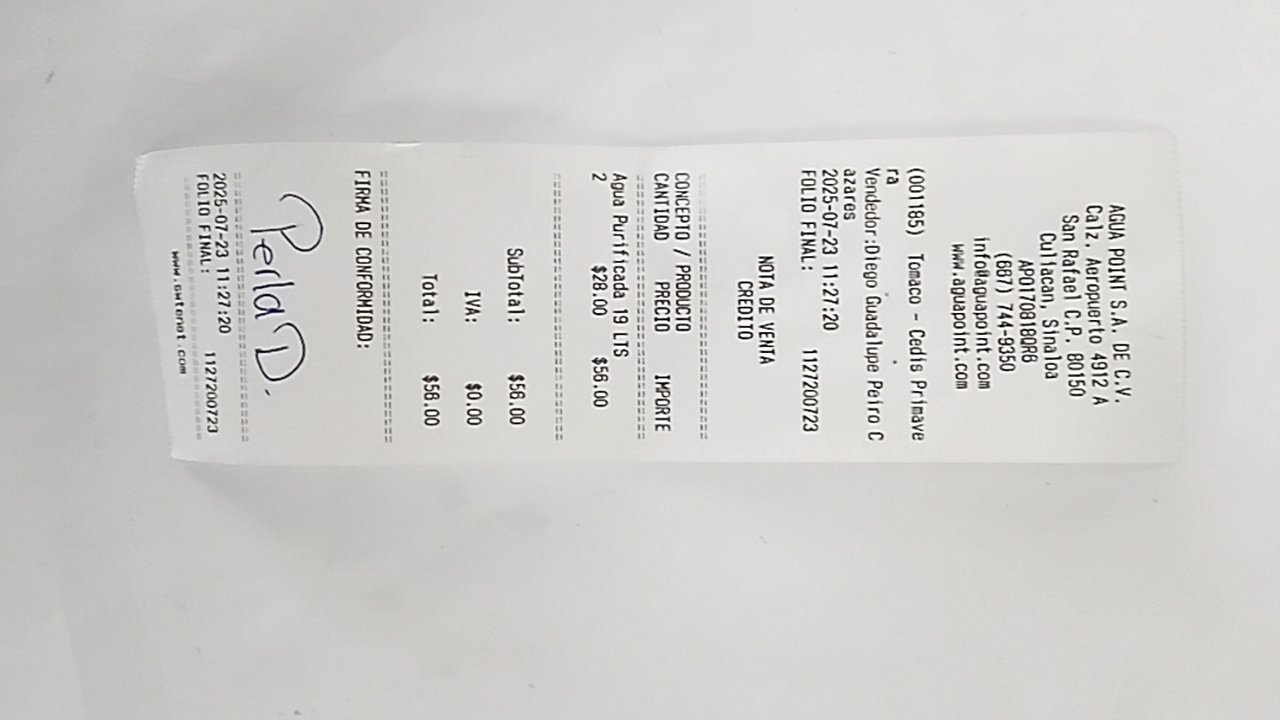 AGUA POINT S.A. DE C.V.
Calz. Aeropuerto 4912 A
San Rafael C.P. 80150
Culiacan, Sinaloa
APO170818QR6
(667) 744-9350
info@aguapoint.com
www.aguapoint.com
(001185) Tomaco - Cedis Primave
ra
Vendedor:Diego Guadalupe Peiro C
azares
2025-07-23 11:27:20
FOLIO FINAL: 1127200723
NOTA DE VENTA
CREDITO
CONCEPTO / PRODUCTO
CANTIDAD PRECIO IMPORTE
Agua Purificada 19 LTS
2 $28.00 $56.00
SubTotal: $56.00
IVA: $0.00
Total: $56.00
FIRMA DE CONFORMIDAD:
Perla D.
2025-07-23 11:27:20
FOLIO FINAL: 1127200723